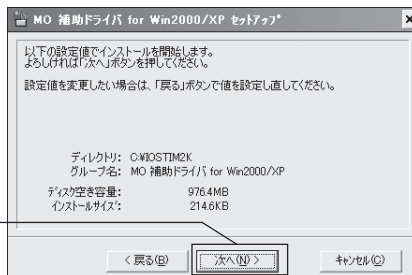 MO 補助ドライバ for Win2000/XP セットアップ
以下の設定値でインストールを開始します。
よろしければ「次へ」ボタンを押してください。
設定値を変更したい場合は、「戻る」ボタンで値を設定し直してください。
ディレクトリ: C:¥IOSTIM2K
グループ名: MO 補助ドライバ for Win2000/XP
ディスク空き容量: 976.4MB
インストールサイズ: 214.6KB
< 戻る(B) 次へ(N) > キャンセル(C)